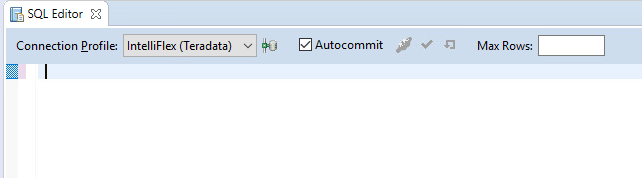 SQL Editor
Connection Profile: IntelliFlex (Teradata) Autocommit Max Rows: